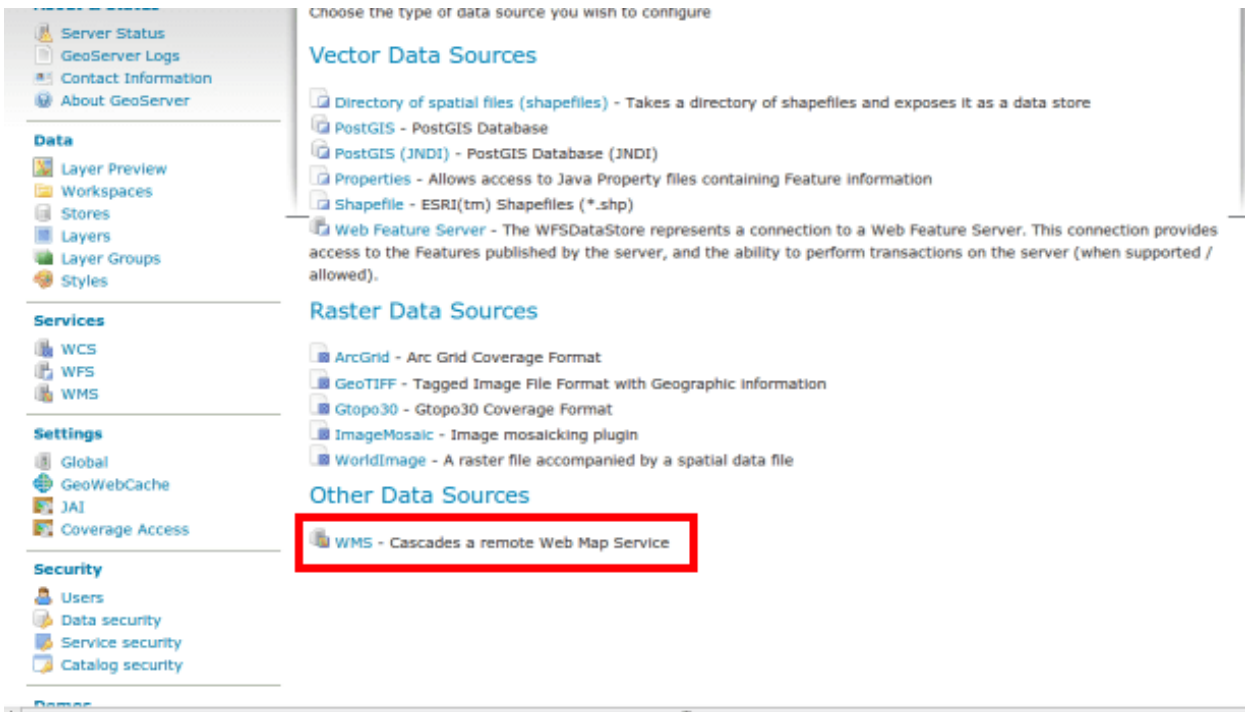 Server Status
GeoServer Logs
Contact Information
About GeoServer
Data
Layer Preview
Workspaces
Stores
Layers
Layer Groups
Styles
Services
WCS
WFS
WMS
Settings
Global
GeoWebCache
JAI
Coverage Access
Security
Users
Data security
Service security
Catalog security
Demos
Choose the type of data source you wish to configure
Vector Data Sources
Directory of spatial files (shapefiles) - Takes a directory of shapefiles and exposes it as a data store
PostGIS - PostGIS Database
PostGIS (JNDI) - PostGIS Database (JNDI)
Properties - Allows access to Java Property files containing Feature information
Shapefile - ESRI(tm) Shapefiles (*.shp)
Web Feature Server - The WFSDataStore represents a connection to a Web Feature Server. This connection provides
access to the Features published by the server, and the ability to perform transactions on the server (when supported /
allowed).
Raster Data Sources
ArcGrid - Arc Grid Coverage Format
GeoTIFF - Tagged Image File Format with Geographic information
Gtopo30 - Gtopo30 Coverage Format
ImageMosaic - Image mosaicking plugin
WorldImage - A raster file accompanied by a spatial data file
Other Data Sources
WMS - Cascades a remote Web Map Service